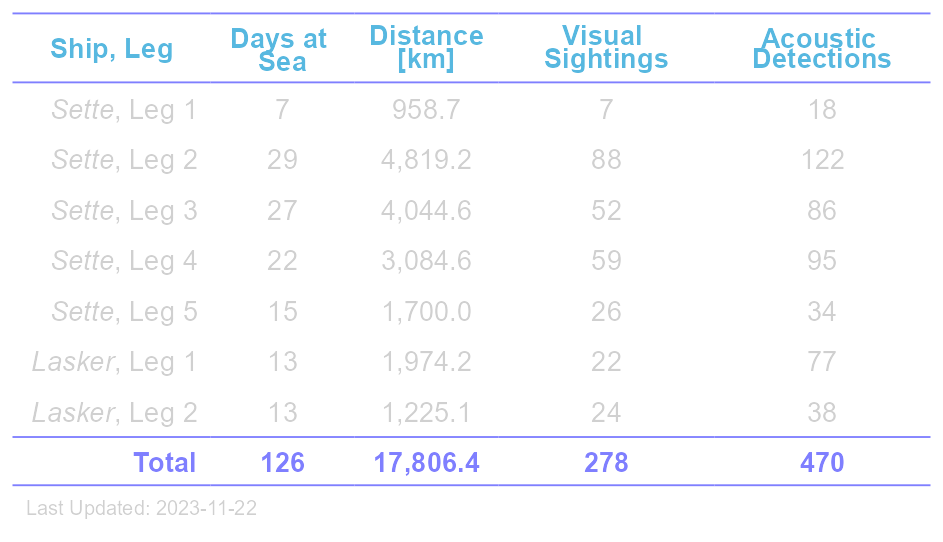 Ship, Leg Days at Sea Distance [km] Visual Sightings Acoustic Detections
Sette, Leg 1 7 958.7 7 18
Sette, Leg 2 29 4,819.2 88 122
Sette, Leg 3 27 4,044.6 52 86
Sette, Leg 4 22 3,084.6 59 95
Sette, Leg 5 15 1,700.0 26 34
Lasker, Leg 1 13 1,974.2 22 77
Lasker, Leg 2 13 1,225.1 24 38
Total 126 17,806.4 278 470
Last Updated: 2023-11-22